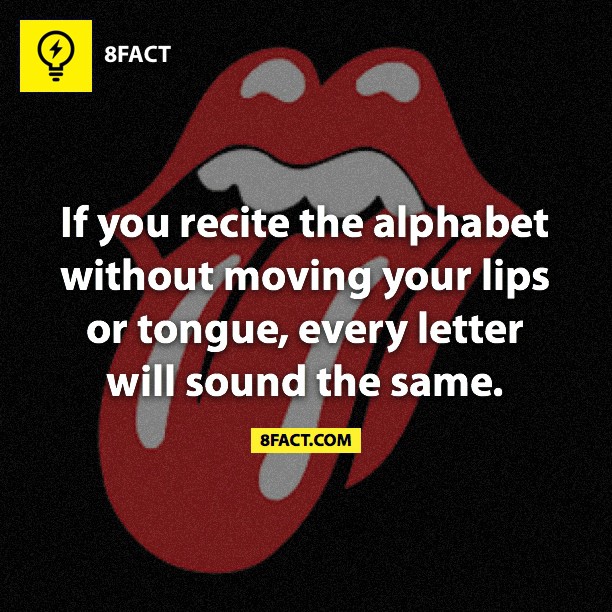 8FACT
If you recite the alphabet
without moving your lips
or tongue, every letter
will sound the same.
8FACT.COM